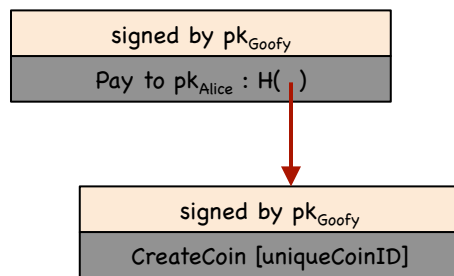 signed by pkGoofy
Pay to pkAlice : H( )
signed by pkGoofy
CreateCoin [uniqueCoinID]